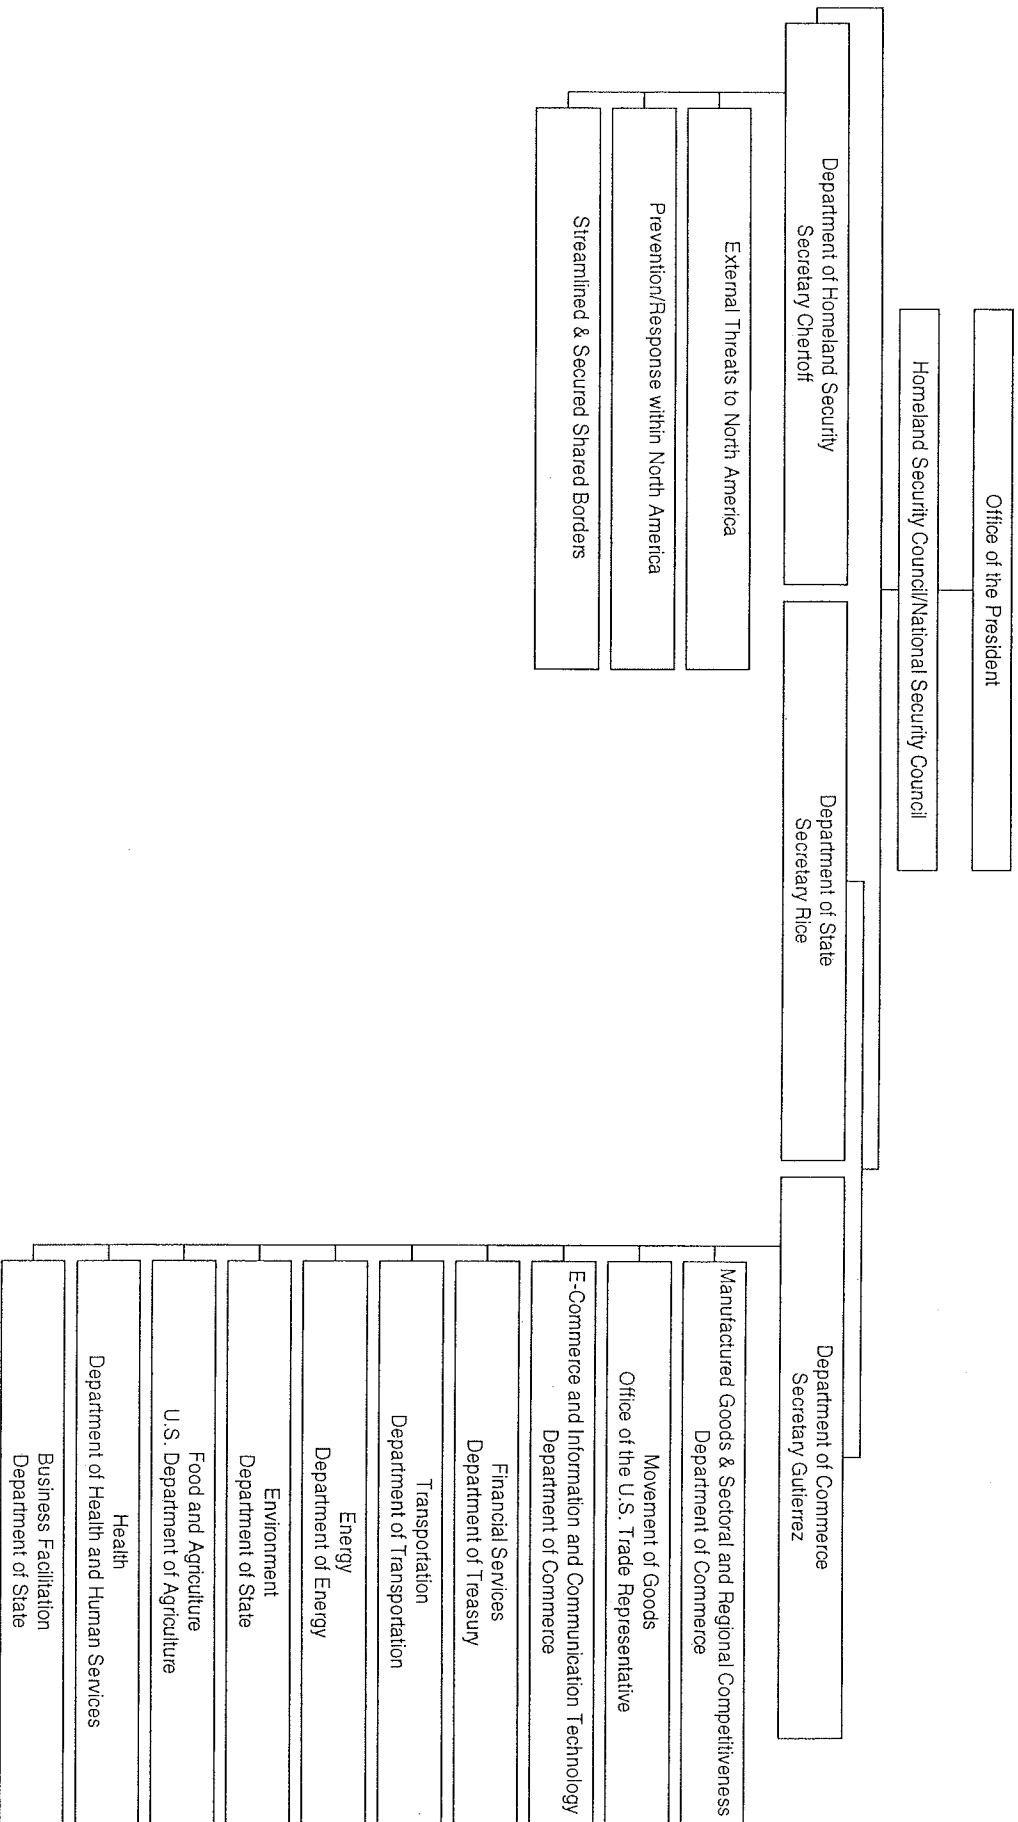 Office of the President
Homeland Security Council/National Security Council
Department of Homeland Security
Secretary Chertoff
External Threats to North America
Prevention/Response within North America
Streamlined & Secured Shared Borders
Department of State
Secretary Rice
Department of Commerce
Secretary Gutierrez
Manufactured Goods & Sectoral and Regional Competitiveness
Department of Commerce
Movement of Goods
Office of the U.S. Trade Representative
E-Commerce and Information and Communication Technology
Department of Commerce
Financial Services
Department of Treasury
Transportation
Department of Transportation
Energy
Department of Energy
Environment
Department of State
Food and Agriculture
U.S. Department of Agriculture
Health
Department of Health and Human Services
Business Facilitation
Department of State